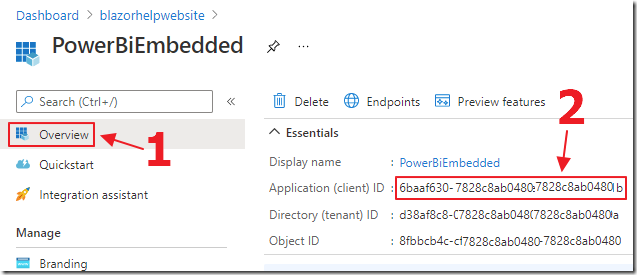 Dashboard > blazorhelpwebsite >
PowerBiEmbedded
Search (Ctrl+/)
«
Overview
1
Quickstart
Integration assistant
Manage
Branding
Delete
Endpoints
Preview features
2
Essentials
Display name : PowerBiEmbedded
Application (client) ID : 6baaf630- 7828c8ab0480:7828c8ab0480 b
Directory (tenant) ID : d38af8c8-C7828c8ab048(7828c8ab0480a
Object ID : 8fbbcb4c-cf7828c8ab0480-7828c8ab0480